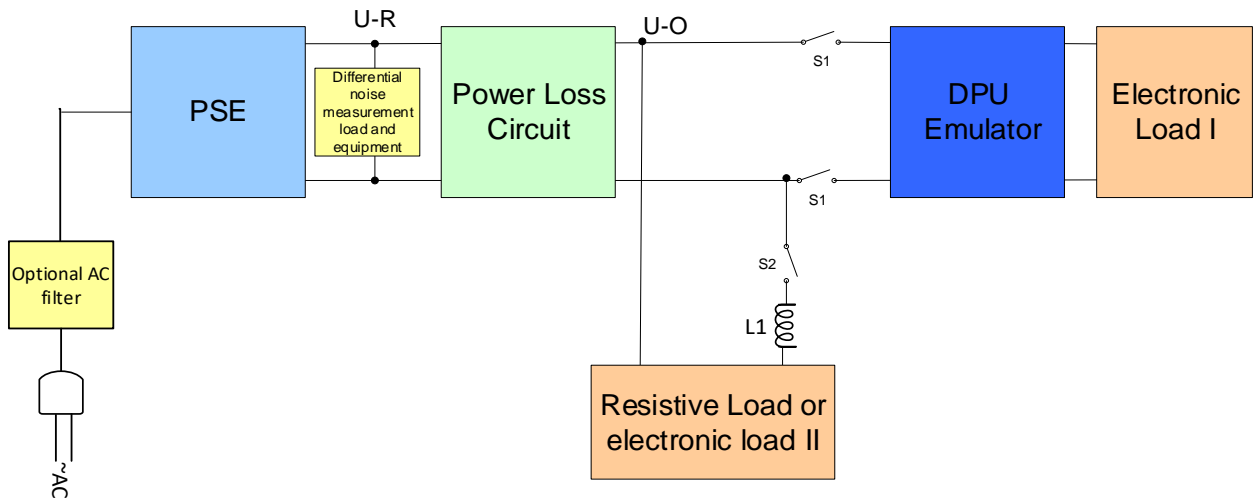 U-R
U-O
S1
PSE
Differential
noise
measurement
load and
equipment
Power Loss
Circuit
DPU
Emulator
Electronic
Load I
S1
S2
Optional AC
filter
L1
Resistive Load or
electronic load II
~AC